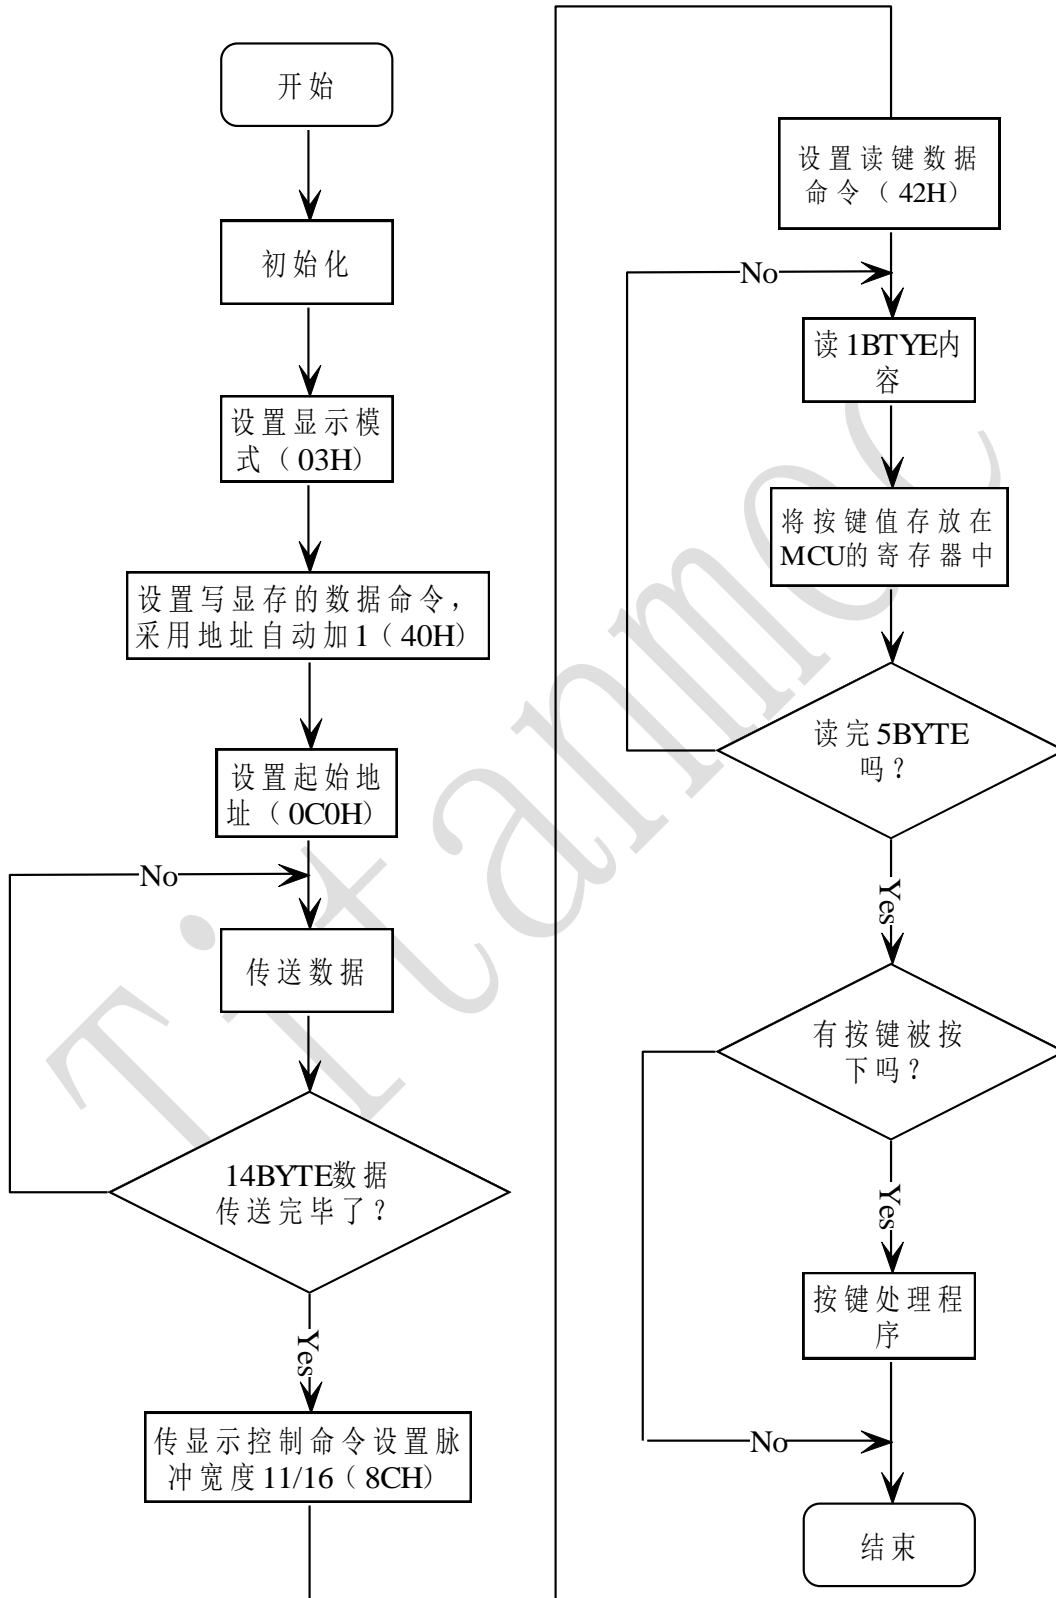 开始
初始化
设置显示模
式（03H）
设置写显存的数据命令，
采用地址自动加1（40H）
设置起始地
址（0C0H）
No
传送数据
14BYTE数据
传送完毕了？
Yes
传显示控制命令设置脉
冲宽度11/16（8CH）
设置读键数据
命令（42H）
No
读1BTYE内
容
将按键值存放在
MCU的寄存器中
读完5BYTE
吗？
Yes
有按键被按
下吗？
Yes
按键处理程
序
No
结束
Titanmec